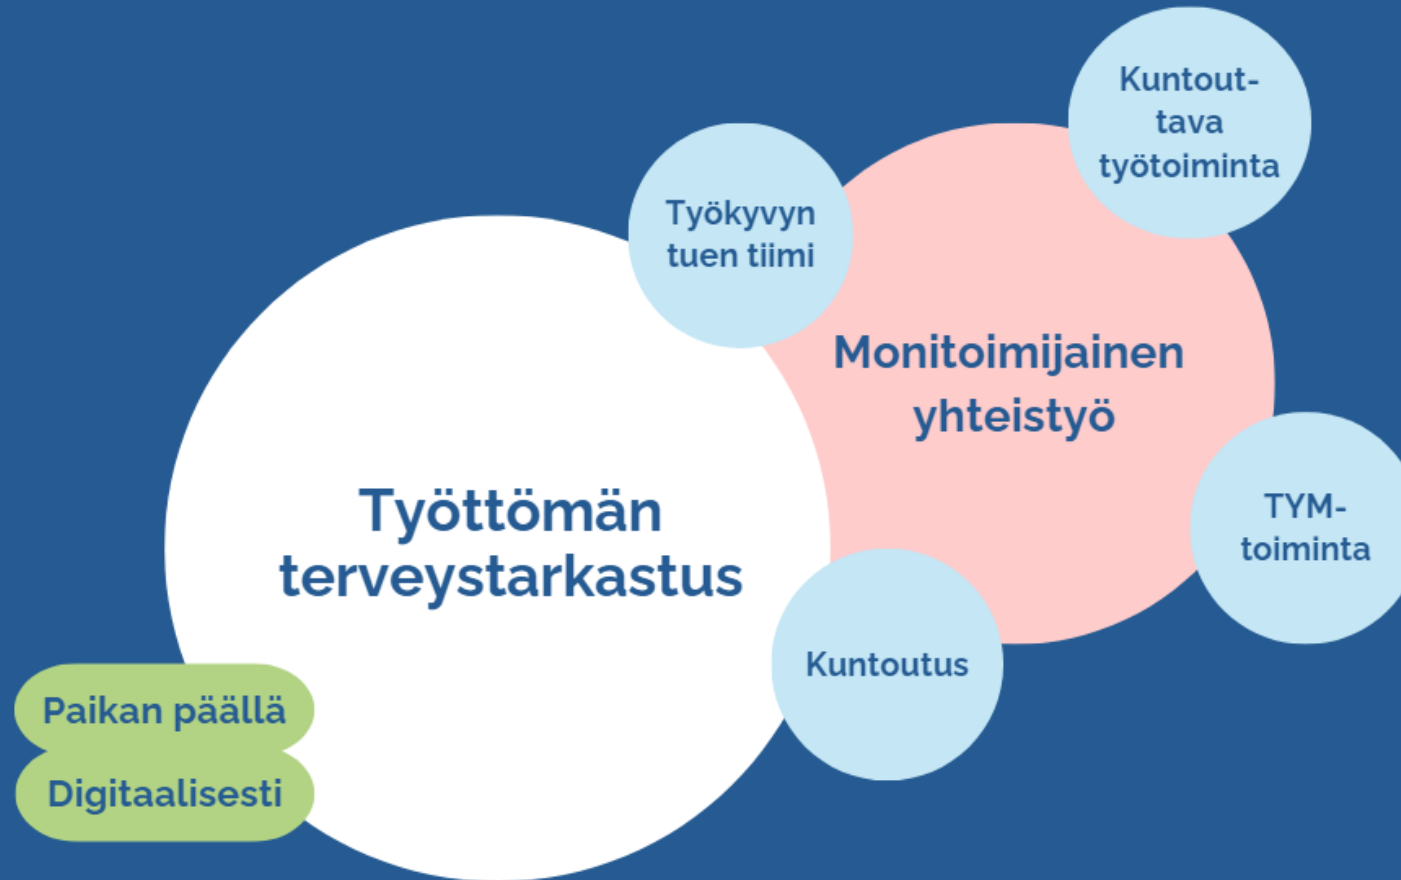 Kuntout-
tava
työtoiminta
Työkyvyn
tuen tiimi
Monitoimijainen
yhteistyö
Työttömän
terveystarkastus
TYM-
toiminta
Kuntoutus
Paikan päällä
Digitaalisesti